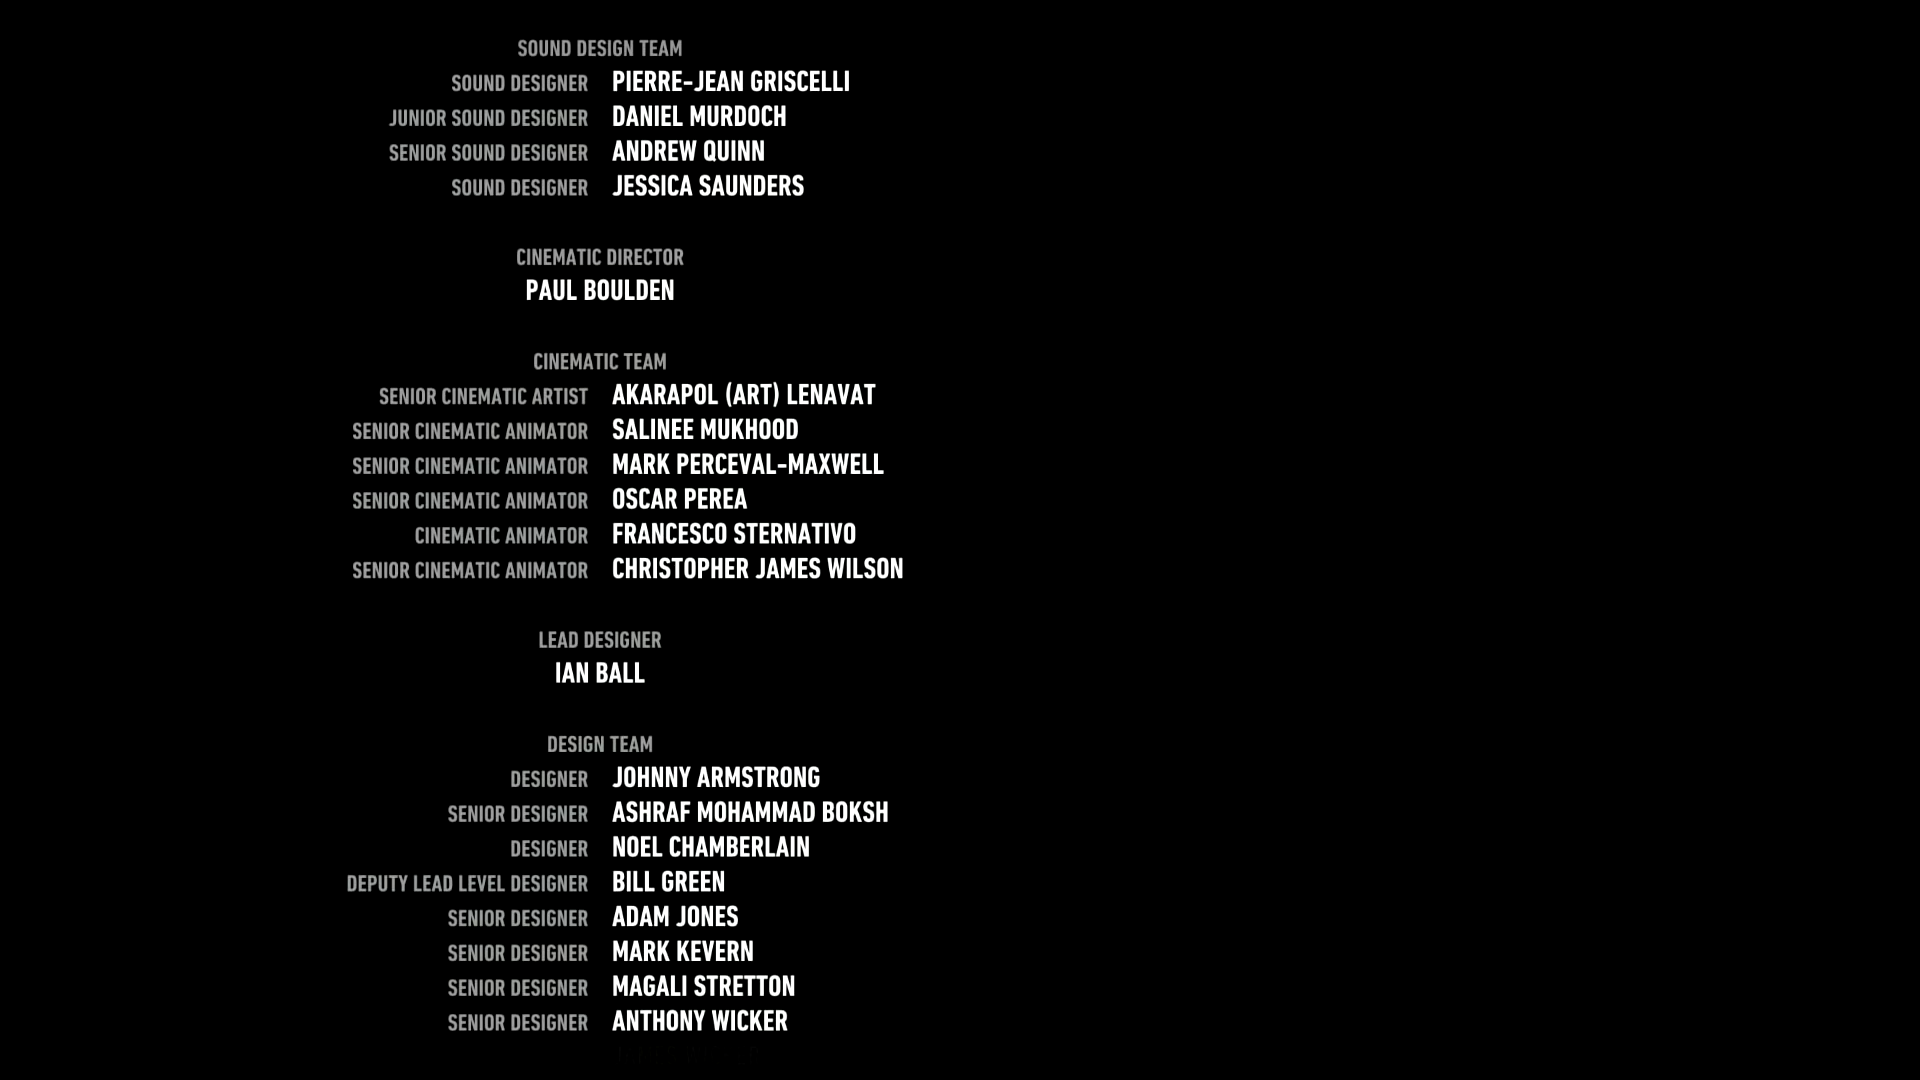 SOUND DESIGN TEAM
SOUND DESIGNER PIERRE-JEAN GRISCELLI
JUNIOR SOUND DESIGNER DANIEL MURDOCH
SENIOR SOUND DESIGNER ANDREW QUINN
SOUND DESIGNER JESSICA SAUNDERS
CINEMATIC DIRECTOR
PAUL BOULDEN
CINEMATIC TEAM
SENIOR CINEMATIC ARTIST AKARAPOL (ART) LENAVAT
SENIOR CINEMATIC ANIMATOR SALINEE MUKHOOD
SENIOR CINEMATIC ANIMATOR MARK PERCEVAL-MAXWELL
SENIOR CINEMATIC ANIMATOR OSCAR PEREA
CINEMATIC ANIMATOR FRANCESCO STERNATIVO
SENIOR CINEMATIC ANIMATOR CHRISTOPHER JAMES WILSON
LEAD DESIGNER
IAN BALL
DESIGN TEAM
DESIGNER JOHNNY ARMSTRONG
SENIOR DESIGNER ASHRAF MOHAMMAD BOKSH
DESIGNER NOEL CHAMBERLAIN
DEPUTY LEAD LEVEL DESIGNER BILL GREEN
SENIOR DESIGNER ADAM JONES
SENIOR DESIGNER MARK KEVERN
SENIOR DESIGNER MAGALI STRETTON
SENIOR DESIGNER ANTHONY WICKER